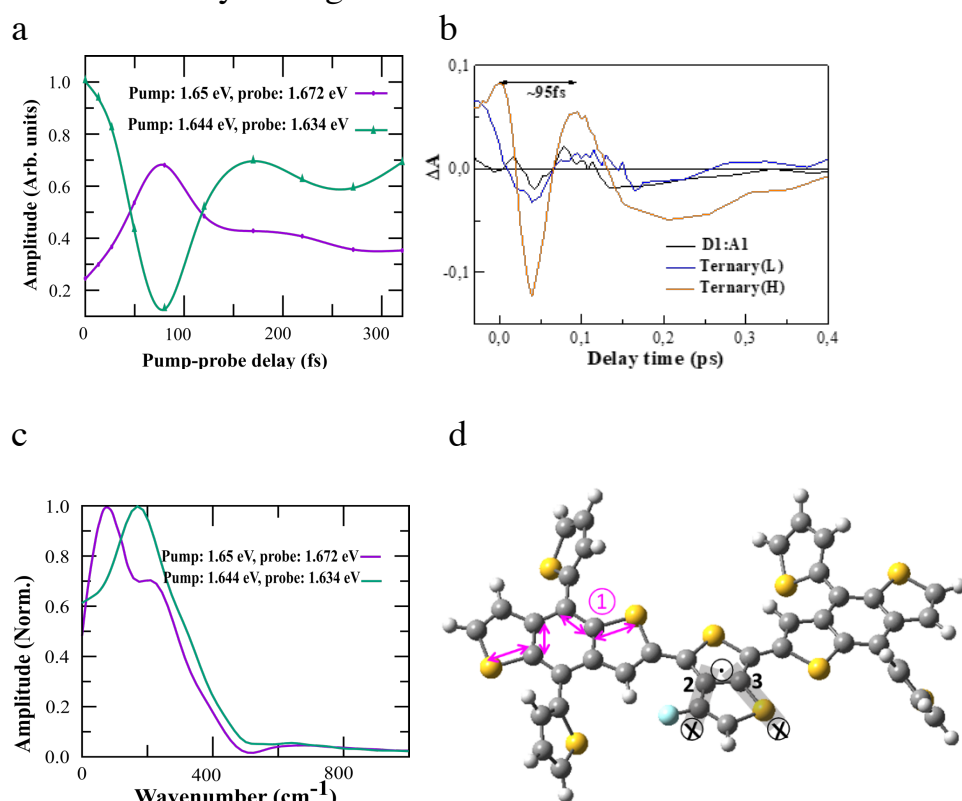 a
b
1.0
0.8
0.6
0.4
0.2
Amplitude (Arb. units)
Pump: 1.65 eV, probe: 1.672 eV
Pump: 1.644 eV, probe: 1.634 eV
0
100
200
300
Pump-probe delay (fs)
0,1
0,0
-0,1
ΔA
~95fs
D1:A1
Ternary(L)
Ternary(H)
0,0
0,1
0,2
0,3
0,4
Delay time (ps)
c
d
1.0
0.8
0.6
0.4
0.2
0.0
Amplitude (Norm.)
Pump: 1.65 eV, probe: 1.672 eV
Pump: 1.644 eV, probe: 1.634 eV
0
400
800
Wavenumber (cm-1)
1
2
3
X
X